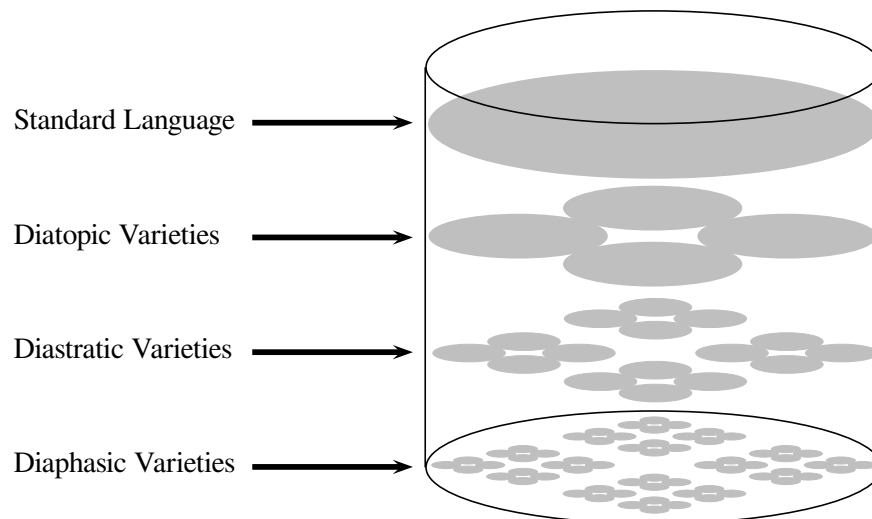 Standard Language
Diatopic Varieties
Diastratic Varieties
Diaphasic Varieties